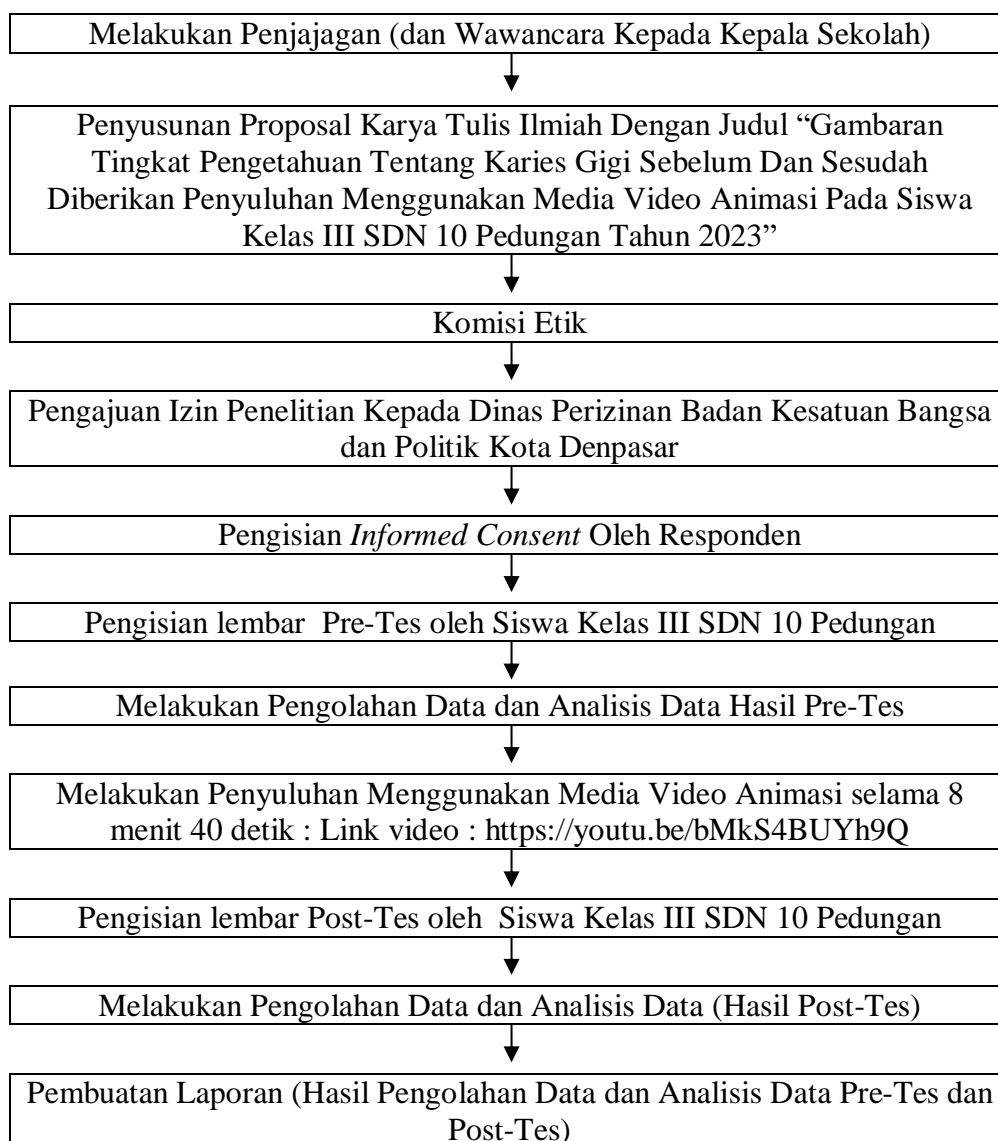 Melakukan Penjajagan (dan Wawancara Kepada Kepala Sekolah)
Penyusunan Proposal Karya Tulis Ilmiah Dengan Judul “Gambaran
Tingkat Pengetahuan Tentang Karies Gigi Sebelum Dan Sesudah
Diberikan Penyuluhan Menggunakan Media Video Animasi Pada Siswa
Kelas III SDN 10 Pedungan Tahun 2023”
Komisi Etik
Pengajuan Izin Penelitian Kepada Dinas Perizinan Badan Kesatuan Bangsa
dan Politik Kota Denpasar
Pengisian Informed Consent Oleh Responden
Pengisian lembar Pre-Tes oleh Siswa Kelas III SDN 10 Pedungan
Melakukan Pengolahan Data dan Analisis Data Hasil Pre-Tes
Melakukan Penyuluhan Menggunakan Media Video Animasi selama 8
menit 40 detik : Link video : https://youtu.be/bMkS4BUYh9Q
Pengisian lembar Post-Tes oleh Siswa Kelas III SDN 10 Pedungan
Melakukan Pengolahan Data dan Analisis Data (Hasil Post-Tes)
Pembuatan Laporan (Hasil Pengolahan Data dan Analisis Data Pre-Tes dan
Post-Tes)